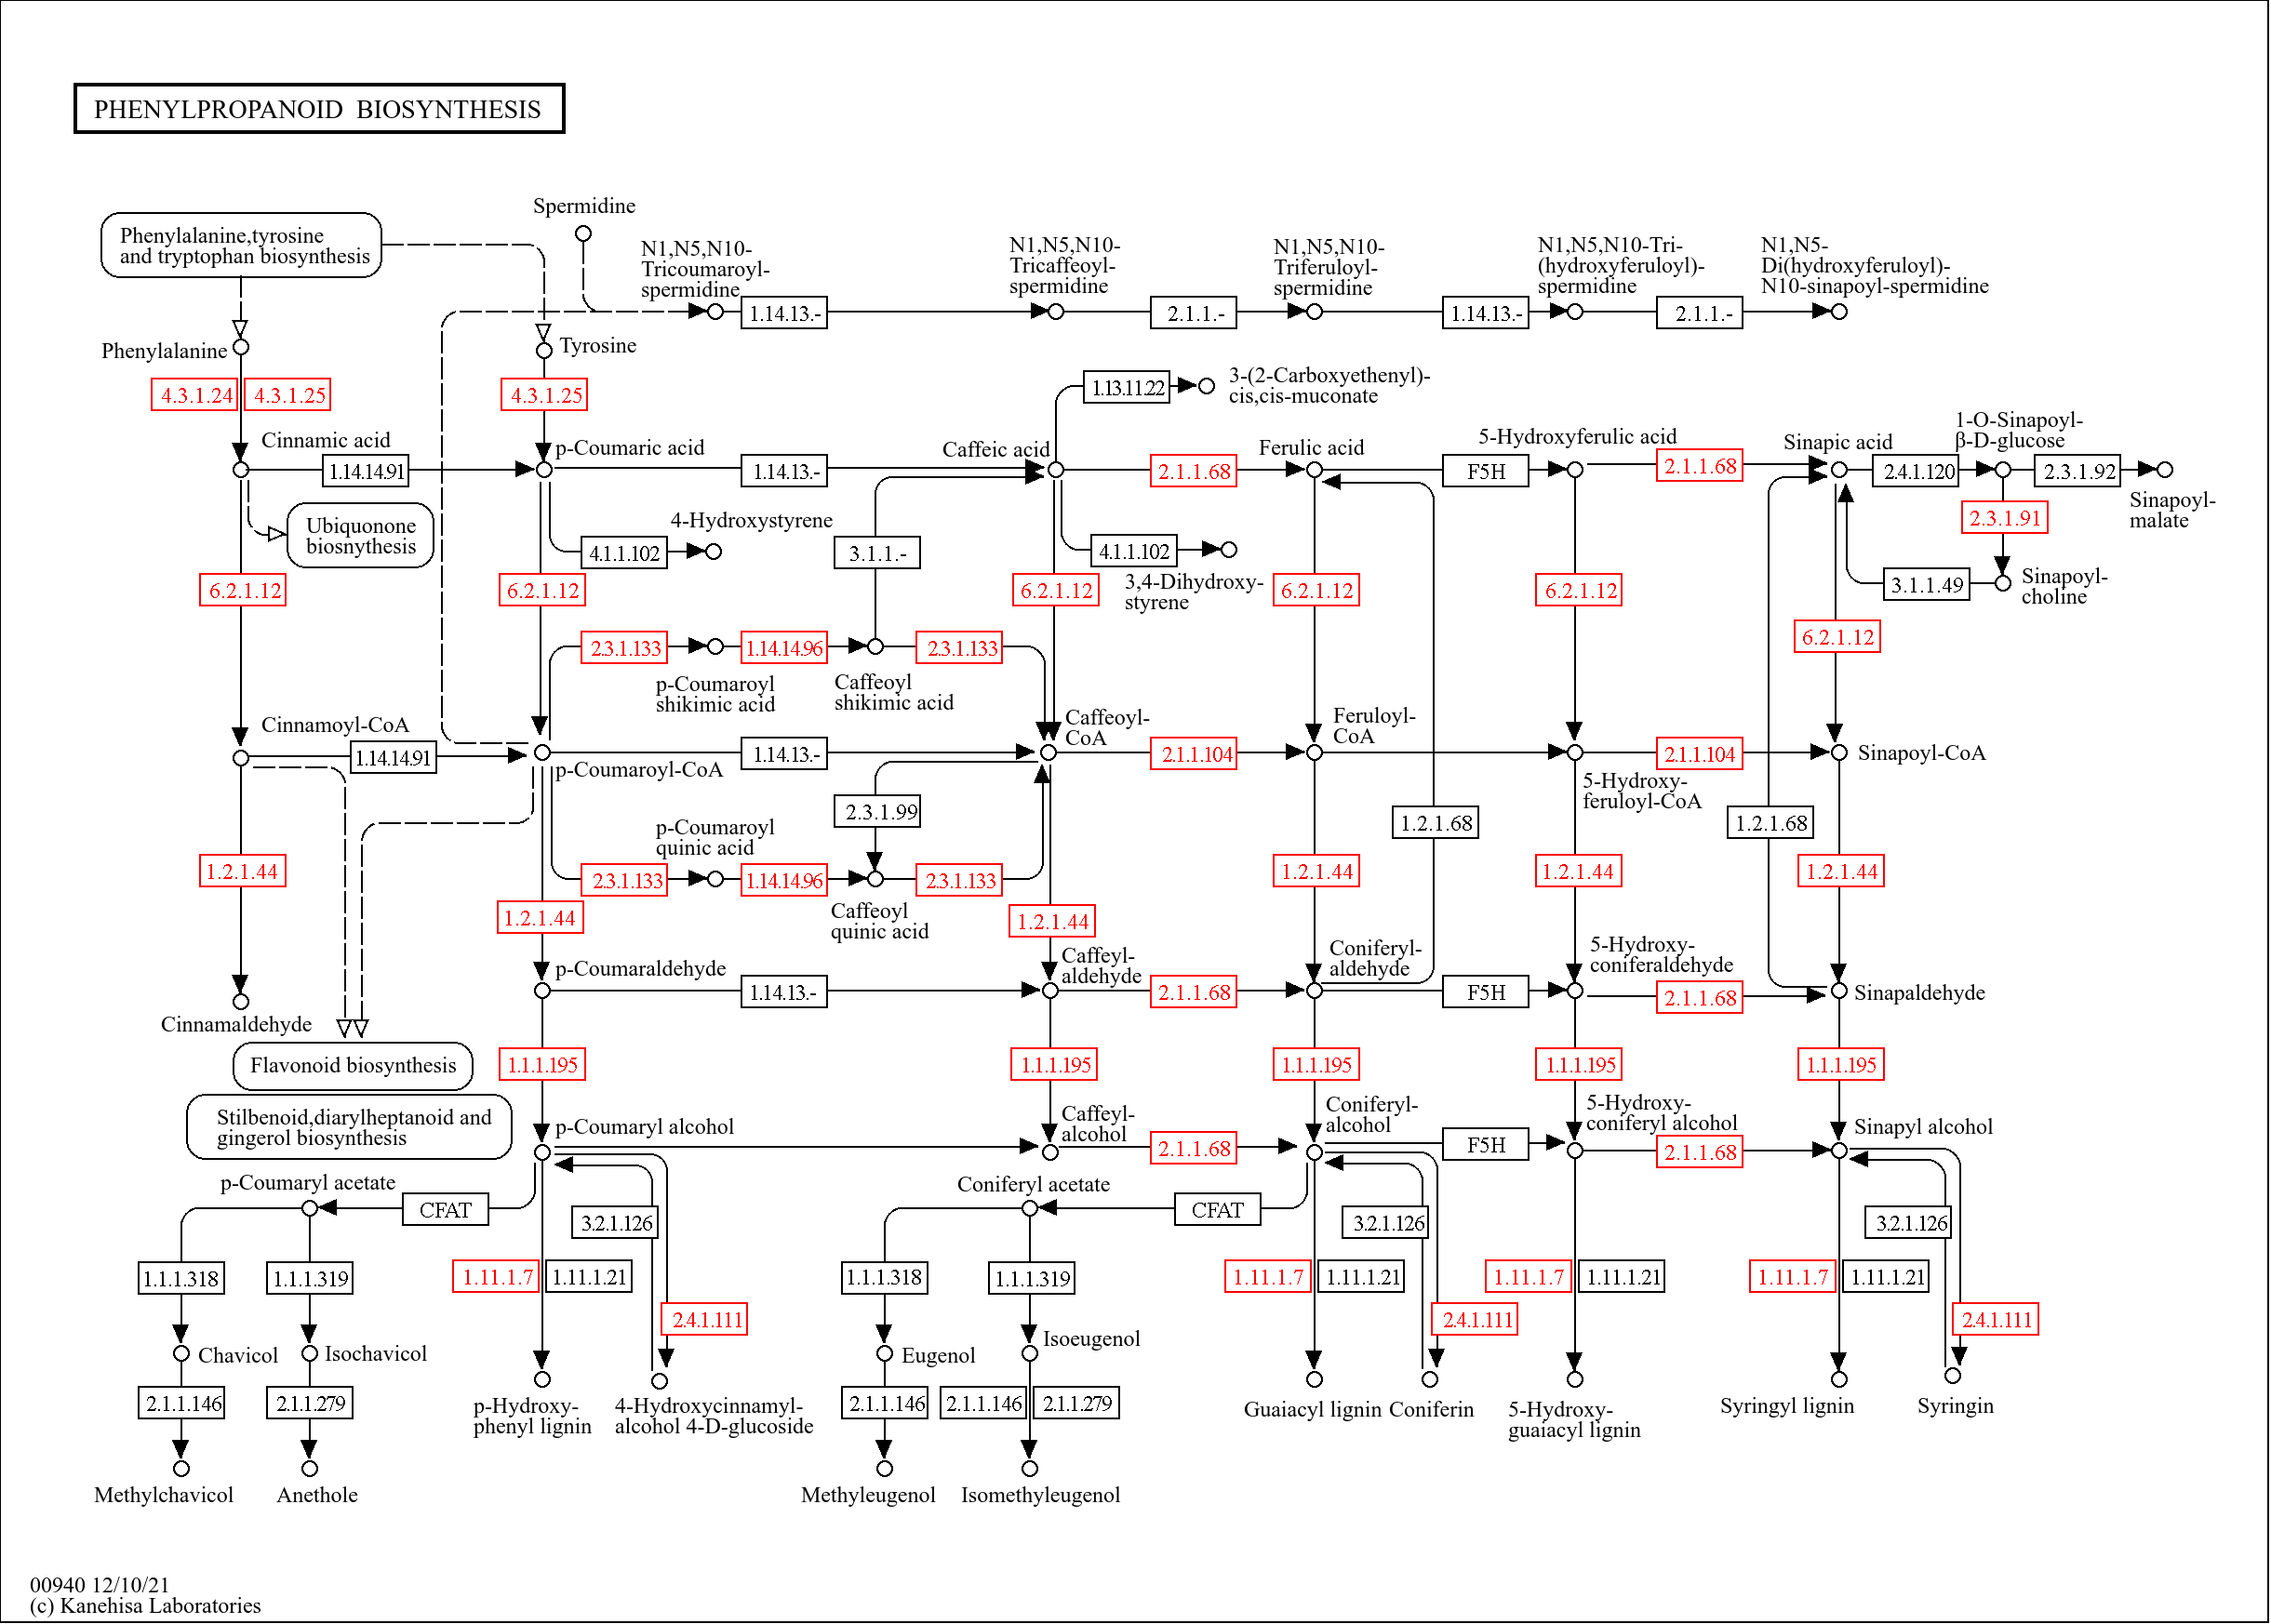 PHENYLPROPANOID BIOSYNTHESIS
Spermidine
Phenylalanine,tyrosine
and tryptophan biosynthesis
N1,N5,N10-
Tricoumaroyl-
spermidine
N1,N5,N10-
Tricaffeoyl-
spermidine
N1,N5,N10-
Triferuloyl-
spermidine
N1,N5,N10-Tri-
(hydroxyferuloyl)-
spermidine
N1,N5-
Di(hydroxyferuloyl)-
N10-sinapoyl-spermidine
1.14.13.-
2.1.1.-
1.14.13.-
2.1.1.-
Phenylalanine
Tyrosine
4.3.1.24
4.3.1.25
4.3.1.25
1.13.11.22
3-(2-Carboxyethenyl)-
cis,cis-muconate
Cinnamic acid
p-Coumaric acid
Caffeic acid
Ferulic acid
5-Hydroxyferulic acid
Sinapic acid
1-O-Sinapoyl-
β-D-glucose
1.14.14.91
1.14.13.-
2.1.1.68
F5H
2.1.1.68
2.4.1.120
2.3.1.92
Sinapoyl-
malate
Ubiquonone
biosnythesis
4-Hydroxystyrene
4.1.1.102
3.1.1.-
4.1.1.102
3,4-Dihydroxy-
styrene
2.3.1.91
3.1.1.49
Sinapoyl-
choline
6.2.1.12
6.2.1.12
6.2.1.12
6.2.1.12
6.2.1.12
6.2.1.12
2.3.1.133
1.14.14.96
2.3.1.133
p-Coumaroyl
shikimic acid
Caffeoyl
shikimic acid
Cinnamoyl-CoA
Caffeoyl-
CoA
Feruloyl-
CoA
1.14.14.91
1.14.13.-
2.1.1.104
2.1.1.104
Sinapoyl-CoA
p-Coumaroyl-CoA
5-Hydroxy-
feruloyl-CoA
2.3.1.99
1.2.1.68
1.2.1.68
p-Coumaroyl
quinic acid
2.3.1.133
1.14.14.96
2.3.1.133
Caffeoyl
quinic acid
1.2.1.44
1.2.1.44
1.2.1.44
1.2.1.44
1.2.1.44
1.2.1.44
p-Coumaraldehyde
Caffeyl-
aldehyde
Coniferyl-
aldehyde
5-Hydroxy-
coniferaldehyde
Sinapaldehyde
1.14.13.-
2.1.1.68
F5H
2.1.1.68
Cinnamaldehyde
Flavonoid biosynthesis
Stilbenoid,diarylheptanoid and
gingerol biosynthesis
1.1.1.195
1.1.1.195
1.1.1.195
1.1.1.195
1.1.1.195
p-Coumaryl alcohol
Caffeyl-
alcohol
Coniferyl-
alcohol
5-Hydroxy-
coniferyl alcohol
Sinapyl alcohol
2.1.1.68
F5H
2.1.1.68
p-Coumaryl acetate
CFAT
Coniferyl acetate
CFAT
3.2.1.126
3.2.1.126
3.2.1.126
1.1.1.318
1.1.1.319
1.11.1.7
1.11.1.21
1.1.1.318
1.1.1.319
1.11.1.7
1.11.1.21
1.11.1.7
1.11.1.21
1.11.1.7
1.11.1.21
2.4.1.111
2.4.1.111
2.4.1.111
Chavicol
Isochavicol
Eugenol
Isoeugenol
2.1.1.146
2.1.1.279
2.1.1.146
2.1.1.146
2.1.1.279
p-Hydroxy-
phenyl lignin
4-Hydroxycinnamyl-
alcohol 4-D-glucoside
Guaiacyl lignin
Coniferin
5-Hydroxy-
guaiacyl lignin
Syringyl lignin
Syringin
Methylchavicol
Anethole
Methyleugenol
Isomethyleugenol
00940 12/10/21
(c) Kanehisa Laboratories